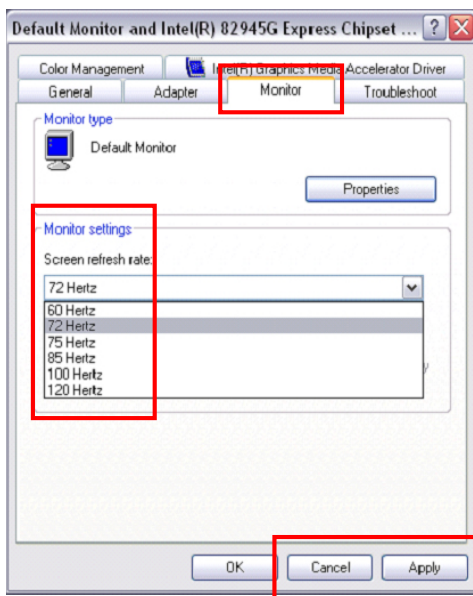 Default Monitor and Intel(R) 82945G Express Chipset ... ? X
Color Management Intel(R) Graphics Media Accelerator Driver
General Adapter Monitor Troubleshoot
Monitor type
Default Monitor
Properties
Monitor settings
Screen refresh rate:
72 Hertz
60 Hertz
72 Hertz
75 Hertz
85 Hertz
100 Hertz
120 Hertz
OK Cancel Apply